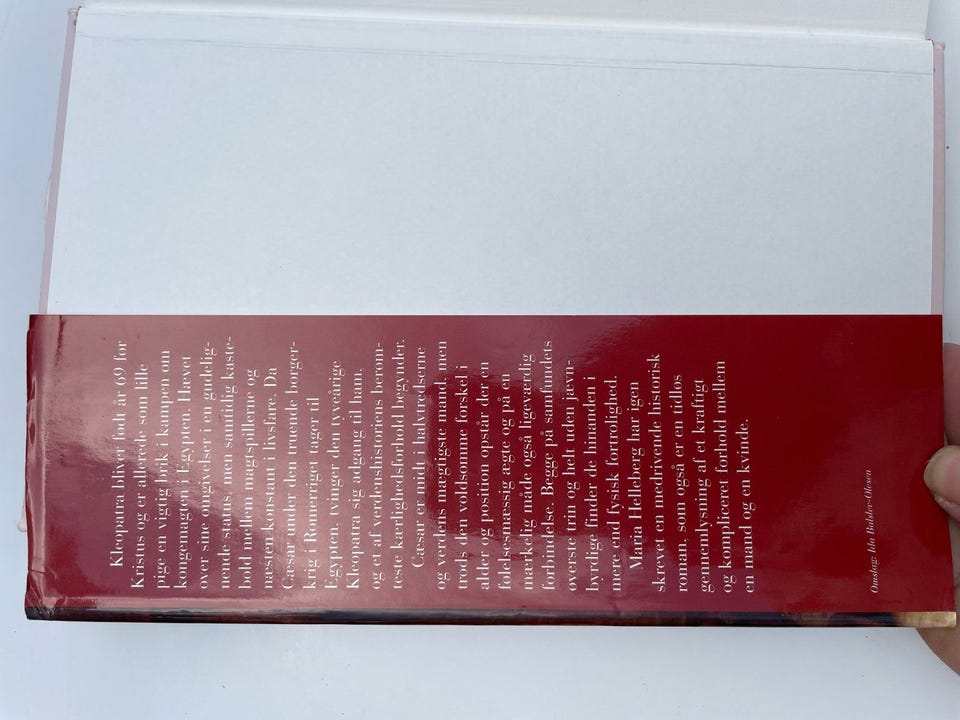 Kleopatra bliver født år 69 før
Kristus og er allerede som lille
pige en vigtig brik i kampen om
kongemagten i Egypten. Hævet
over sine omgivelser i en gudelig-
nende status, men samtidig kaste-
bold mellem magtspillerne og
næsten konstant i livsfare. Da
Cæsar under den truende borger-
krig i Romerriget tager til
Egypten, tvinger den tyveårige
Kleopatra sig adgang til ham,
og et af verdenshistoriens berøm-
teste kærlighedsforhold begynder.
Cæsar er midt i halvtredserne
og verdens mægtigste mand, men
trods den voldsomme forskel i
alder og position opstår der en
følelsesmæssig ægte og på en
mærkelig måde også ligeværdig
forbindelse. Begge på samfundets
øverste trin og helt uden jævn-
byrdige finder de hinanden i
mere end fysisk fortrolighed.
Maria Helleberg har igen
skrevet en medrivende historisk
roman, som også er en tidløs
gennemlysning af et kraftigt
og kompliceret forhold mellem
en mand og en kvinde.
Omslag: Ida Balslev-Olesen